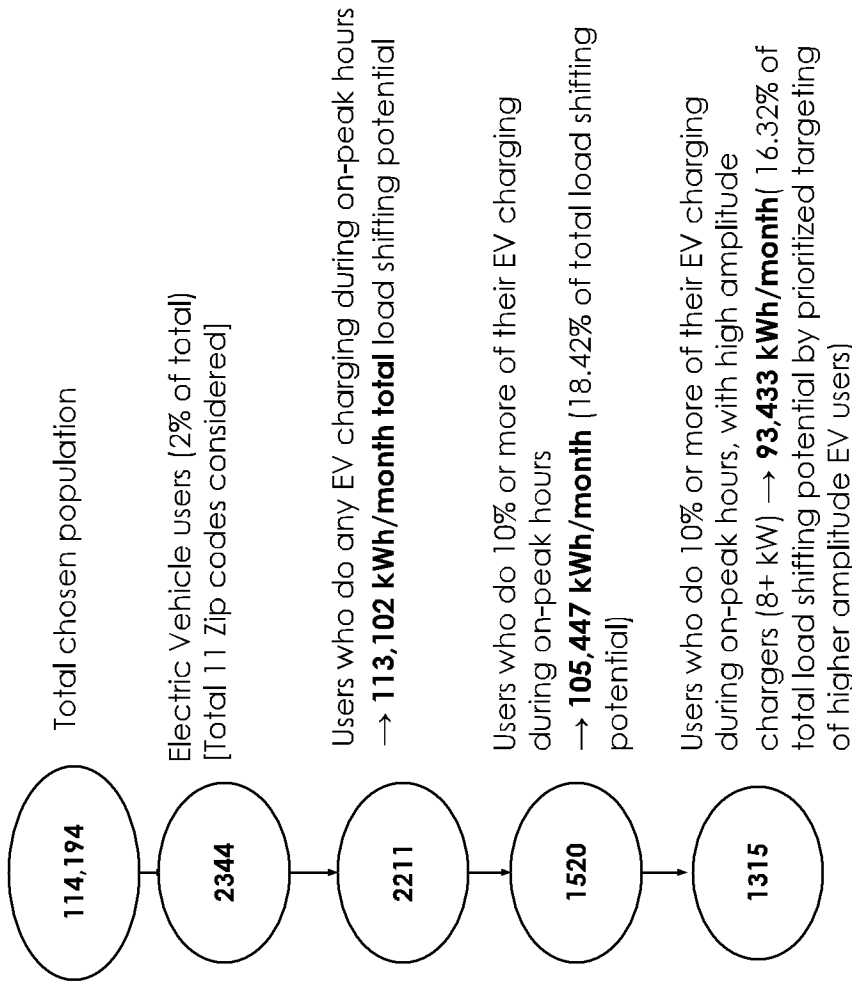 114,194
Total chosen population
2344
Electric Vehicle users (2% of total)
[Total 11 Zip codes considered]
2211
Users who do any EV charging during on-peak hours
→ 113,102 kWh/month total load shifting potential
1520
Users who do 10% or more of their EV charging
during on-peak hours
→ 105,447 kWh/month (18.42% of total load shifting
potential)
1315
Users who do 10% or more of their EV charging
during on-peak hours, with high amplitude
chargers (8+ kW) → 93,433 kWh/month( 16.32% of
total load shifting potential by prioritized targeting
of higher amplitude EV users)